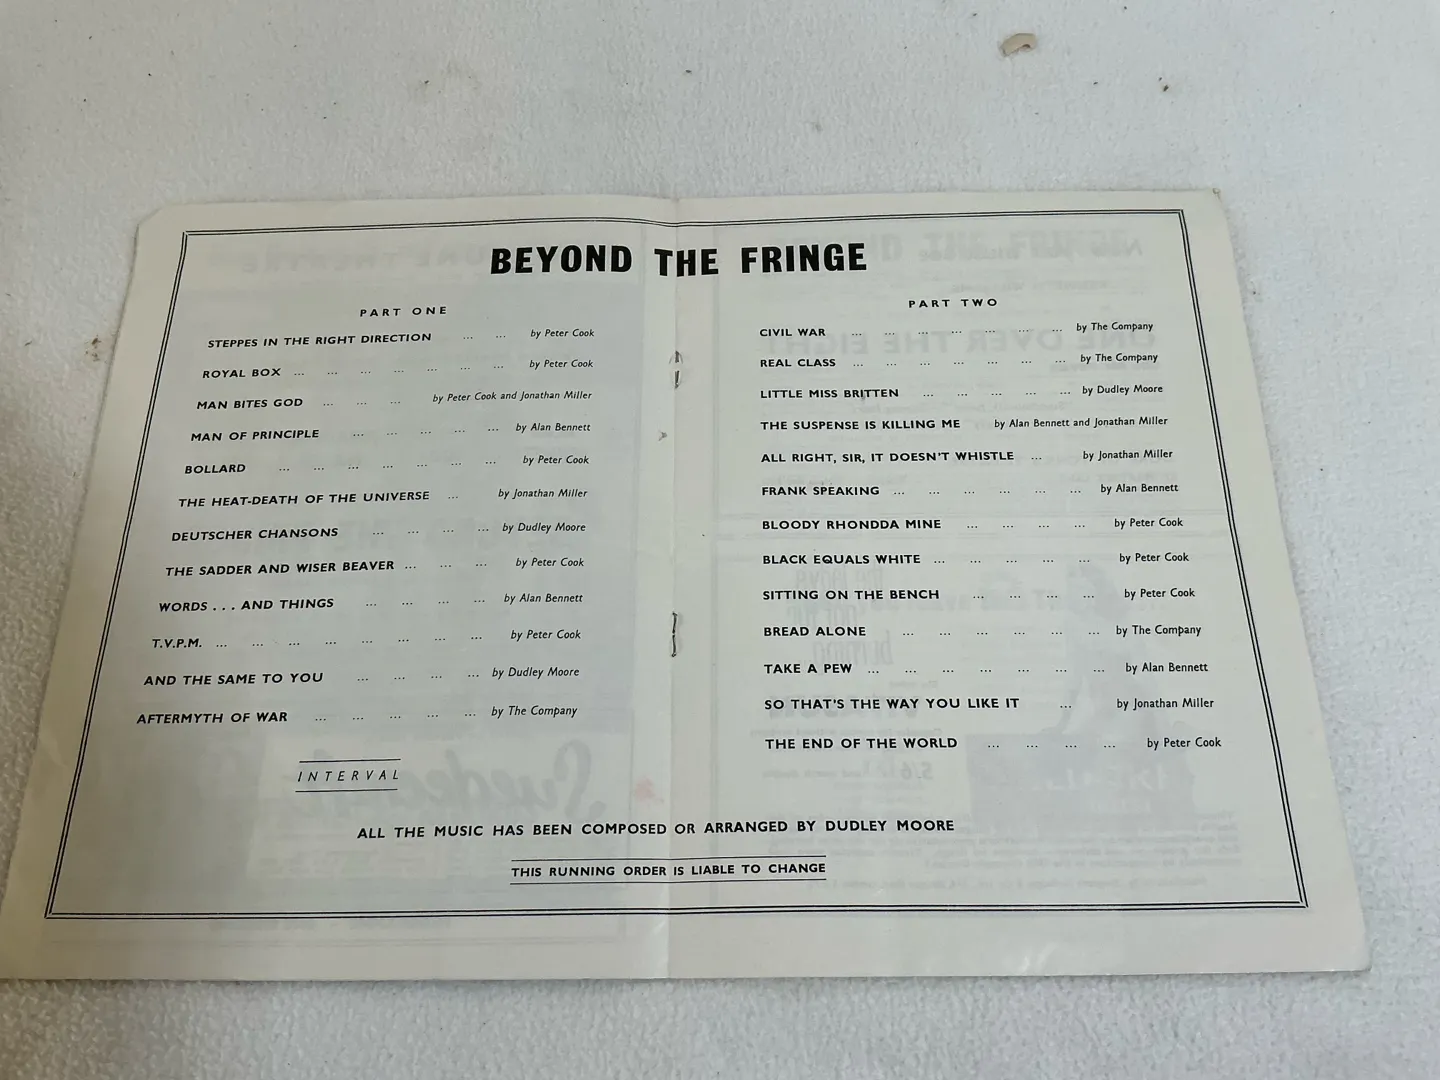 BEYOND THE FRINGE
PART ONE
STEPPES IN THE RIGHT DIRECTION ... ... by Peter Cook
ROYAL BOX ... ... ... ... ... ... ... by Peter Cook
MAN BITES GOD ... ... ... by Peter Cook and Jonathan Miller
MAN OF PRINCIPLE ... ... ... ... ... by Alan Bennett
BOLLARD ... ... ... ... ... ... ... by Peter Cook
THE HEAT-DEATH OF THE UNIVERSE ... by Jonathan Miller
DEUTSCHER CHANSONS ... ... ... ... by Dudley Moore
THE SADDER AND WISER BEAVER ... ... ... by Peter Cook
WORDS . . . AND THINGS ... ... ... ... by Alan Bennett
T.V.P.M. ... ... ... ... ... ... ... ... by Peter Cook
AND THE SAME TO YOU ... ... ... ... by Dudley Moore
AFTERMYTH OF WAR ... ... ... ... ... by The Company
INTERVAL
PART TWO
CIVIL WAR ... ... ... ... ... ... ... by The Company
REAL CLASS ... ... ... ... ... ... ... by The Company
LITTLE MISS BRITTEN ... ... ... ... ... by Dudley Moore
THE SUSPENSE IS KILLING ME by Alan Bennett and Jonathan Miller
ALL RIGHT, SIR, IT DOESN'T WHISTLE ... by Jonathan Miller
FRANK SPEAKING ... ... ... ... ... ... by Alan Bennett
BLOODY RHONDDA MINE ... ... ... ... by Peter Cook
BLACK EQUALS WHITE ... ... ... ... ... by Peter Cook
SITTING ON THE BENCH ... ... ... ... by Peter Cook
BREAD ALONE ... ... ... ... ... ... by The Company
TAKE A PEW ... ... ... ... ... ... ... by Alan Bennett
SO THAT'S THE WAY YOU LIKE IT ... by Jonathan Miller
THE END OF THE WORLD ... ... ... ... by Peter Cook
ALL THE MUSIC HAS BEEN COMPOSED OR ARRANGED BY DUDLEY MOORE
THIS RUNNING ORDER IS LIABLE TO CHANGE